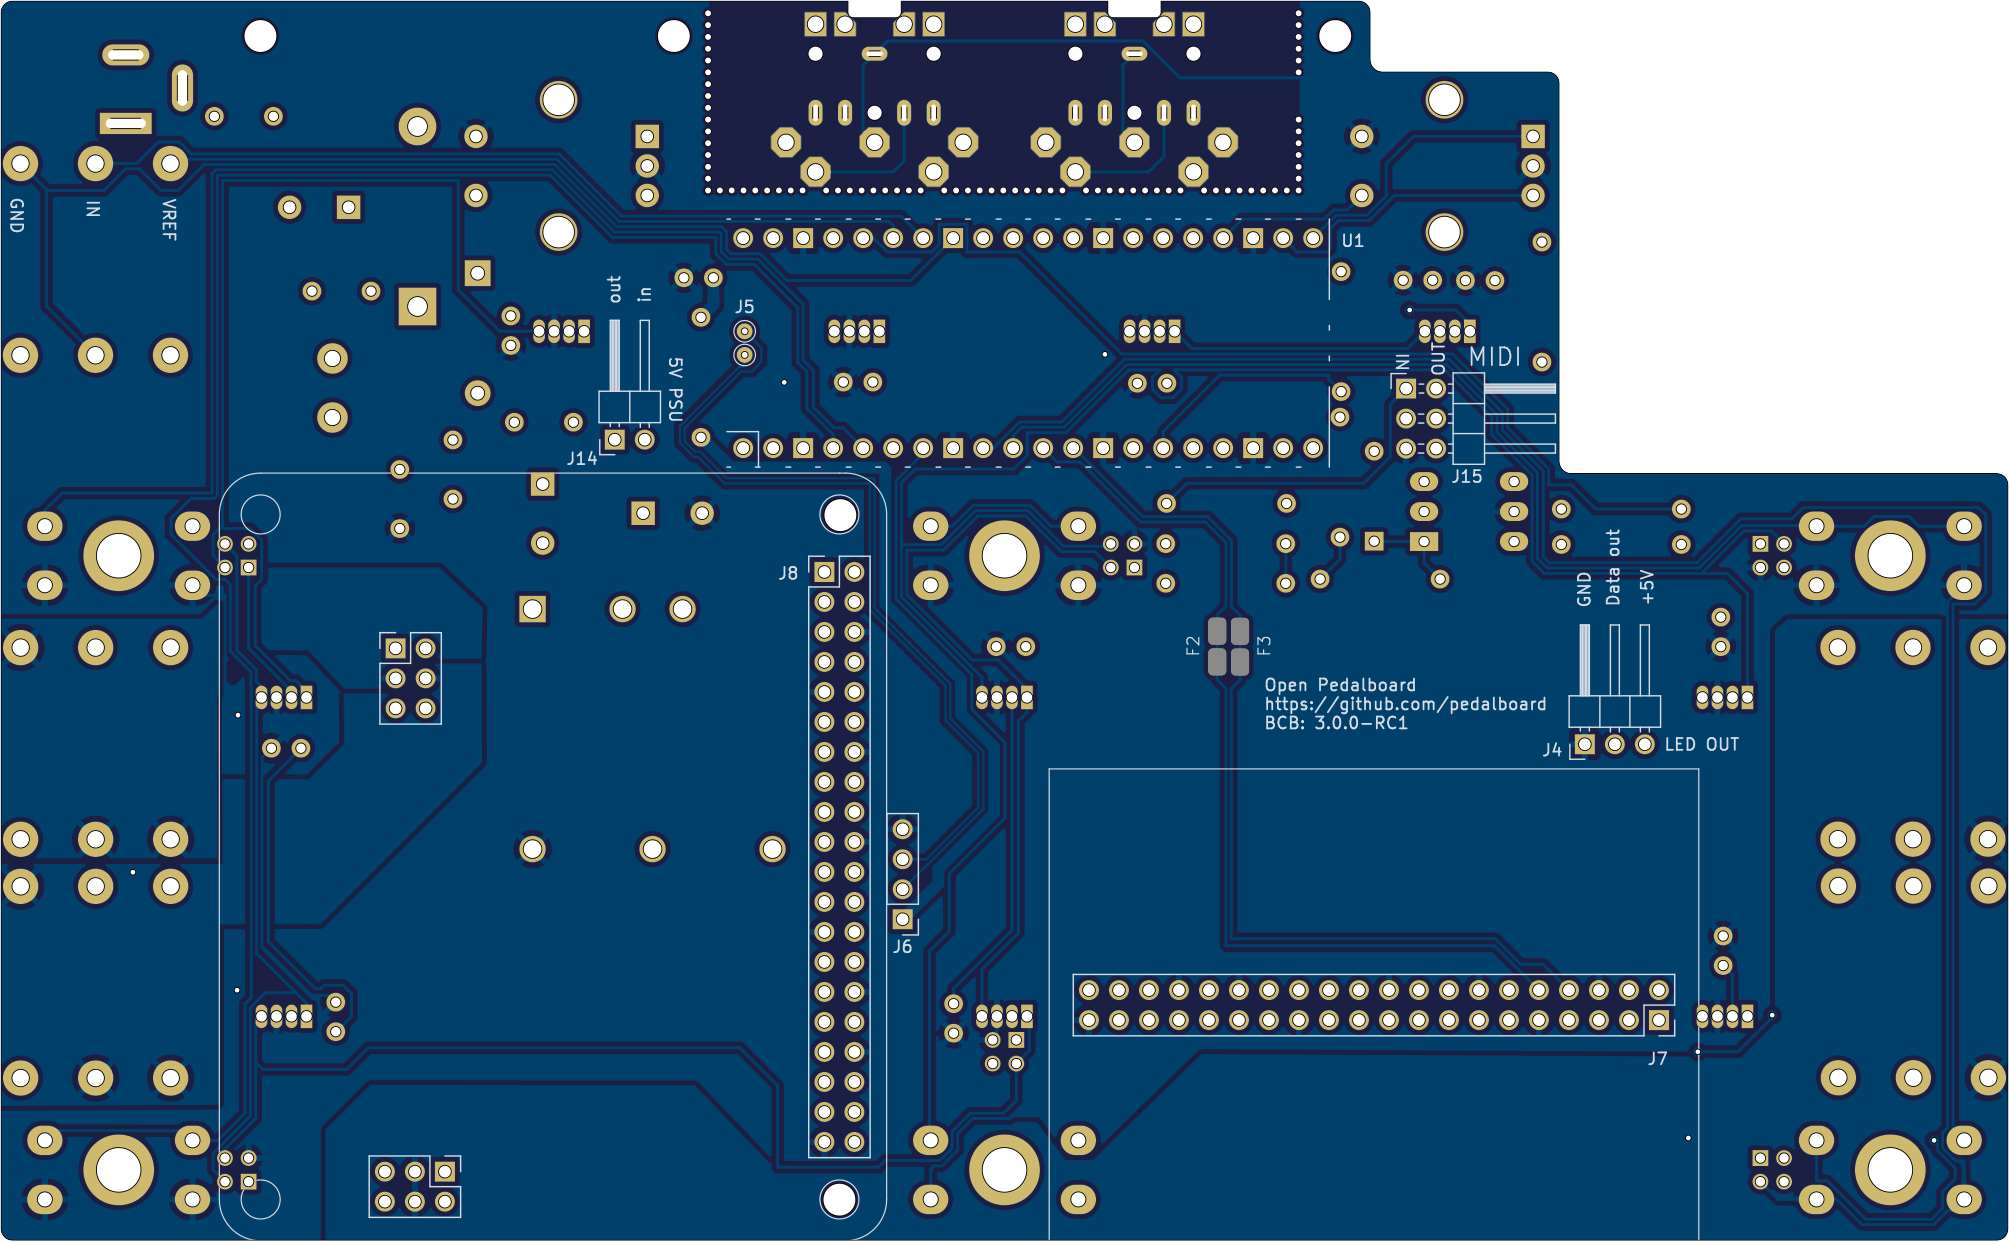 GND
IN
VREF
U1
out
in
J5
5V PSU
J14
MIDI
IN
OUT
J15
J8
GND
Data out
+5V
F2
F3
Open Pedalboard
https://github.com/pedalboard
BCB: 3.0.0-RC1
J4
LED OUT
J6
J7